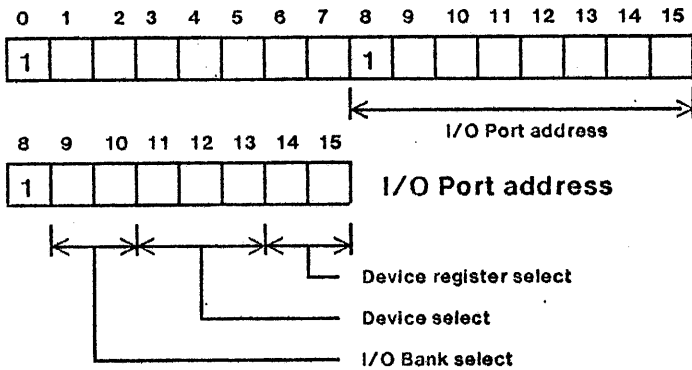 0 1 2 3 4 5 6 7 8 9 10 11 12 13 14 15
1 1
I/O Port address
8 9 10 11 12 13 14 15
1 I/O Port address
Device register select
Device select
I/O Bank select